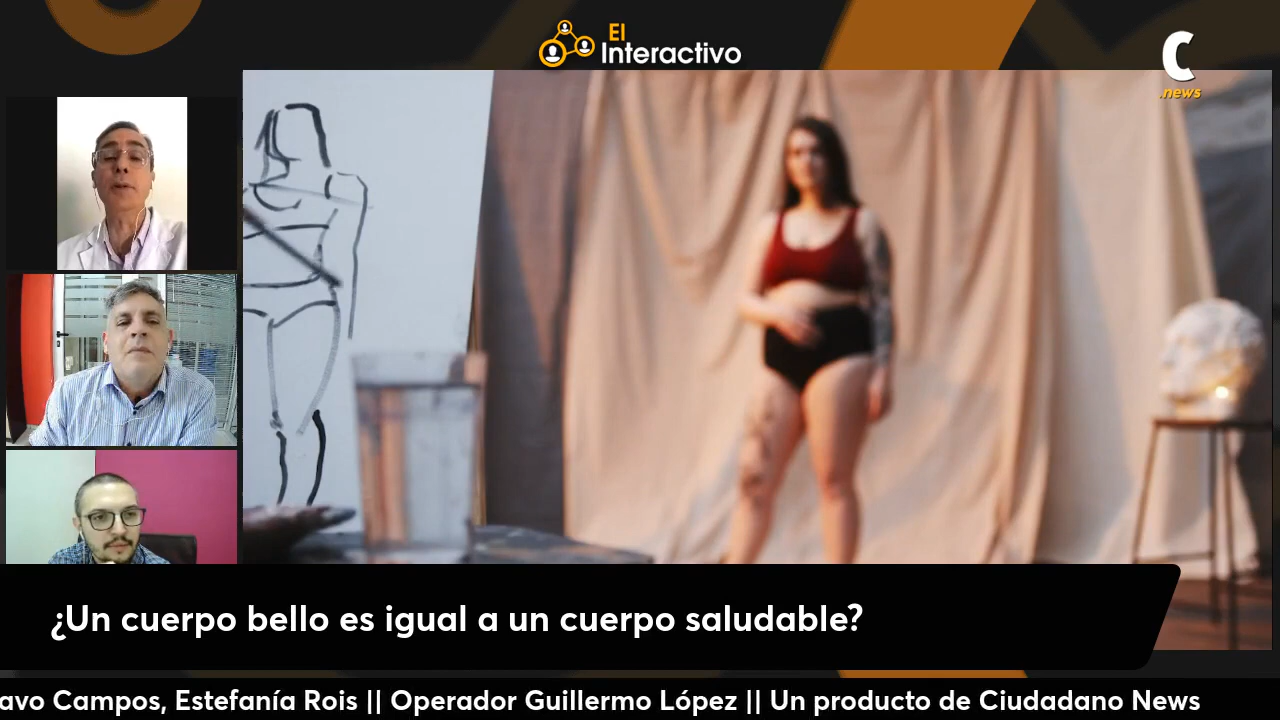 El
Interactivo
C
.news
¿Un cuerpo bello es igual a un cuerpo saludable?
avo Campos, Estefanía Rois || Operador Guillermo López || Un producto de Ciudadano News